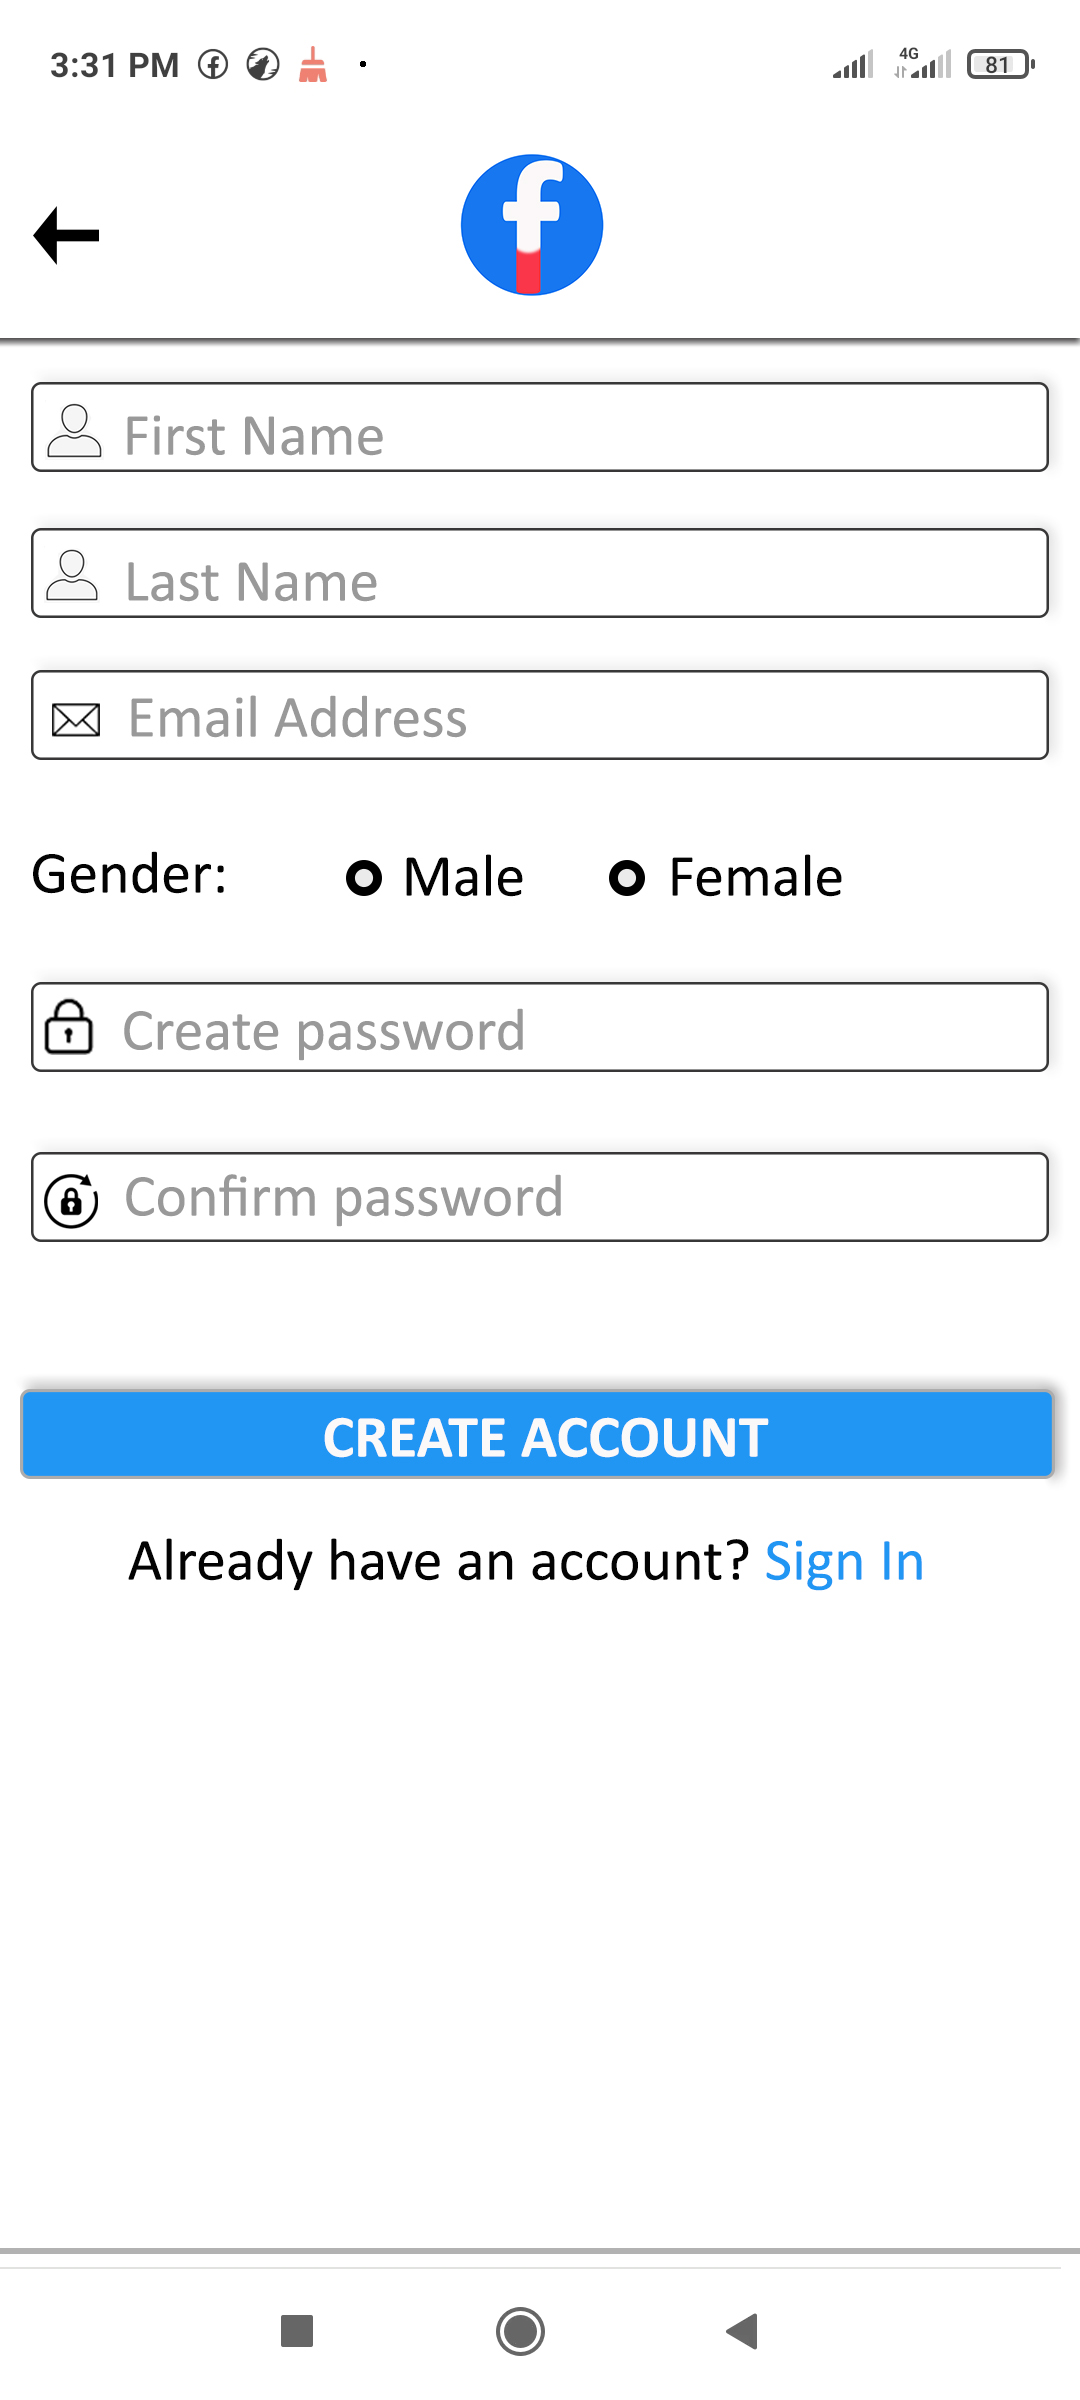 3:31 PM 4G 81
f
First Name
Last Name
Email Address
Gender: Male Female
Create password
Confirm password
CREATE ACCOUNT
Already have an account? Sign In